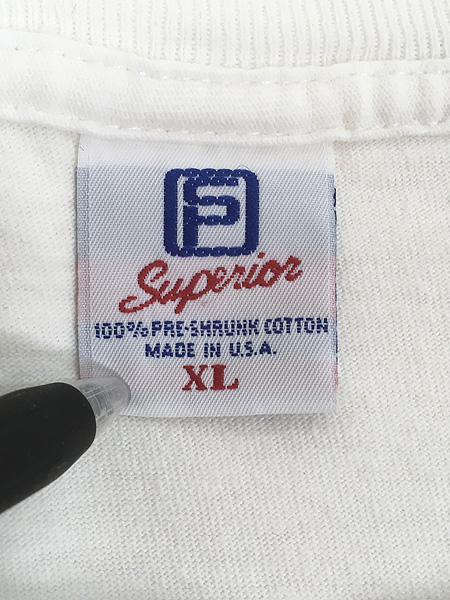 Superior
100% PRE-SHRUNK COTTON
MADE IN U.S.A.
XL